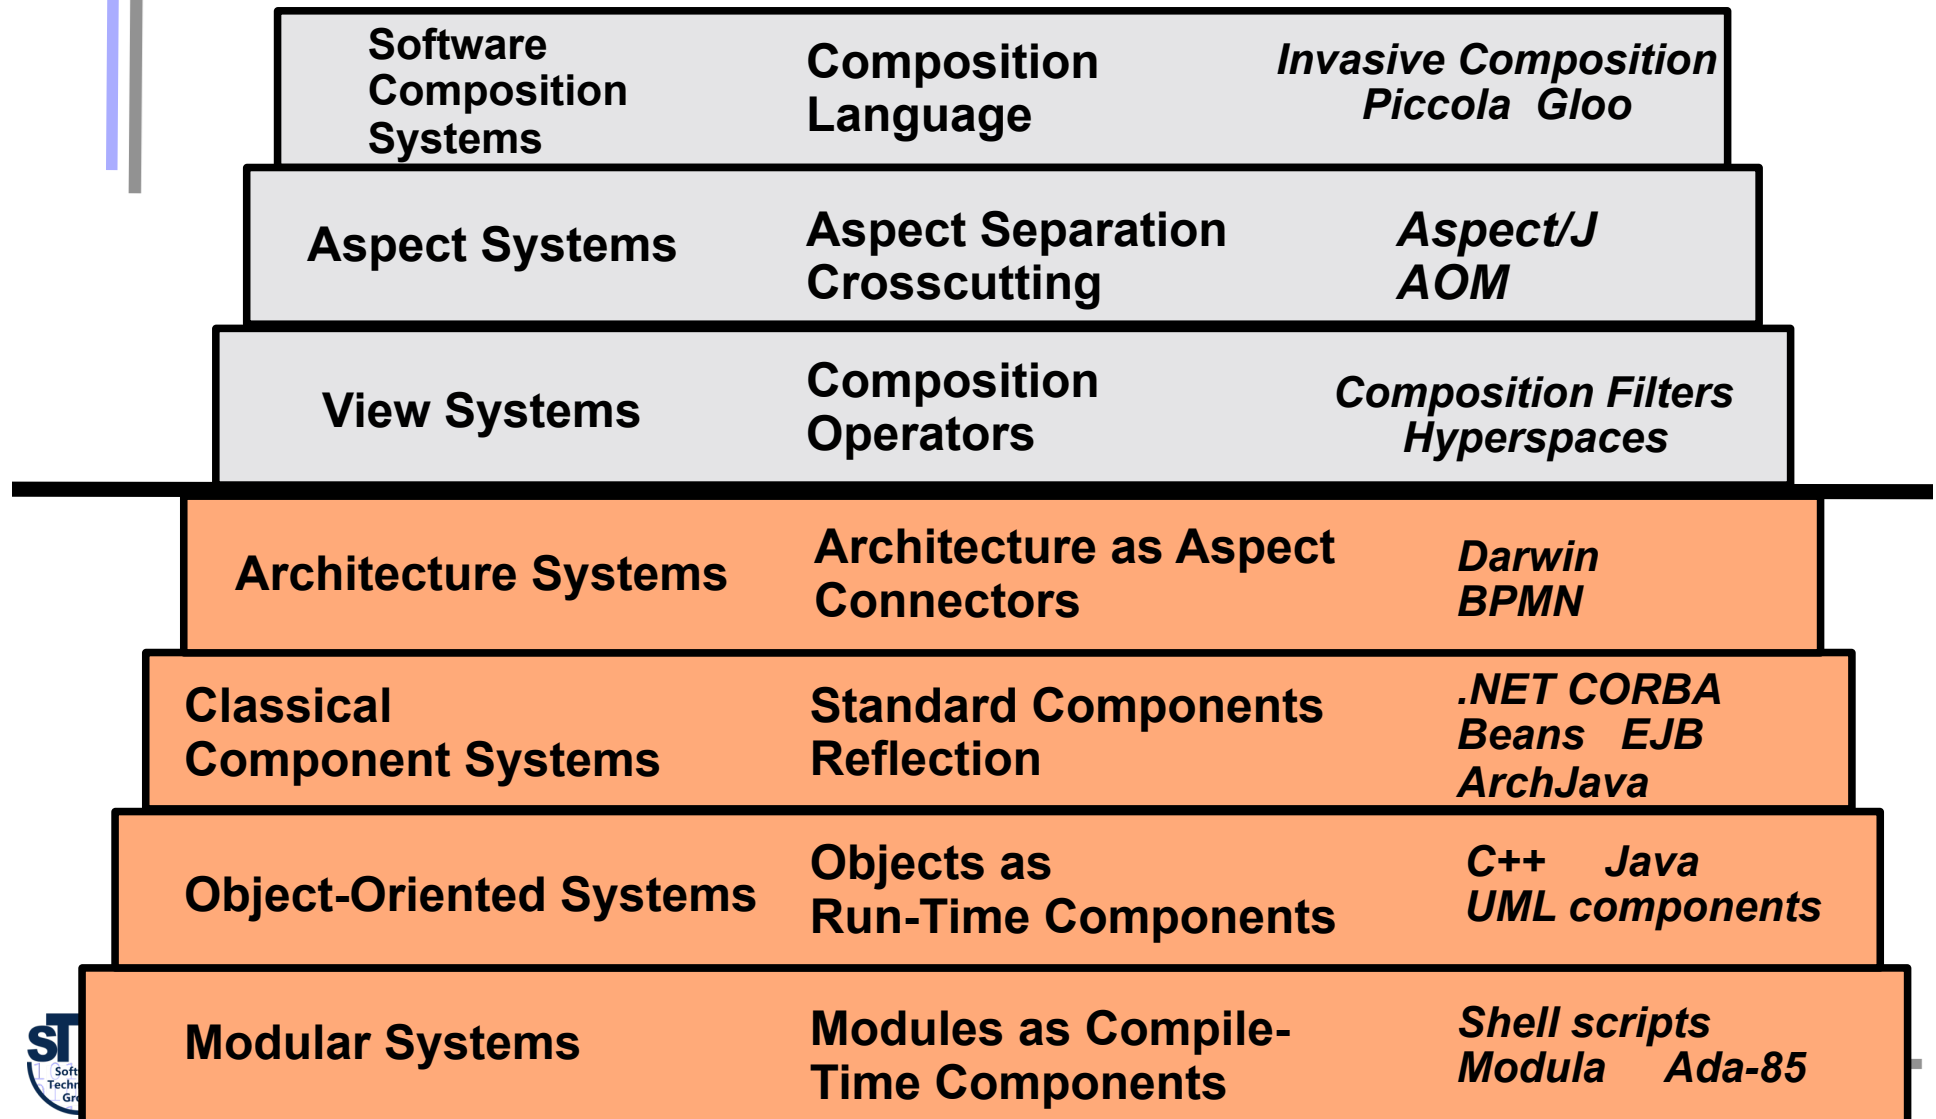 Software
Composition
Systems
Composition
Language
Invasive Composition
Piccola Gloo
Aspect Systems
Aspect Separation
Crosscutting
Aspect/J
AOM
View Systems
Composition
Operators
Composition Filters
Hyperspaces
Architecture Systems
Architecture as Aspect
Connectors
Darwin
BPMN
Classical
Component Systems
Standard Components
Reflection
.NET CORBA
Beans EJB
ArchJava
Object-Oriented Systems
Objects as
Run-Time Components
C++ Java
UML components
Modular Systems
Modules as Compile-
Time Components
Shell scripts
Modula Ada-85